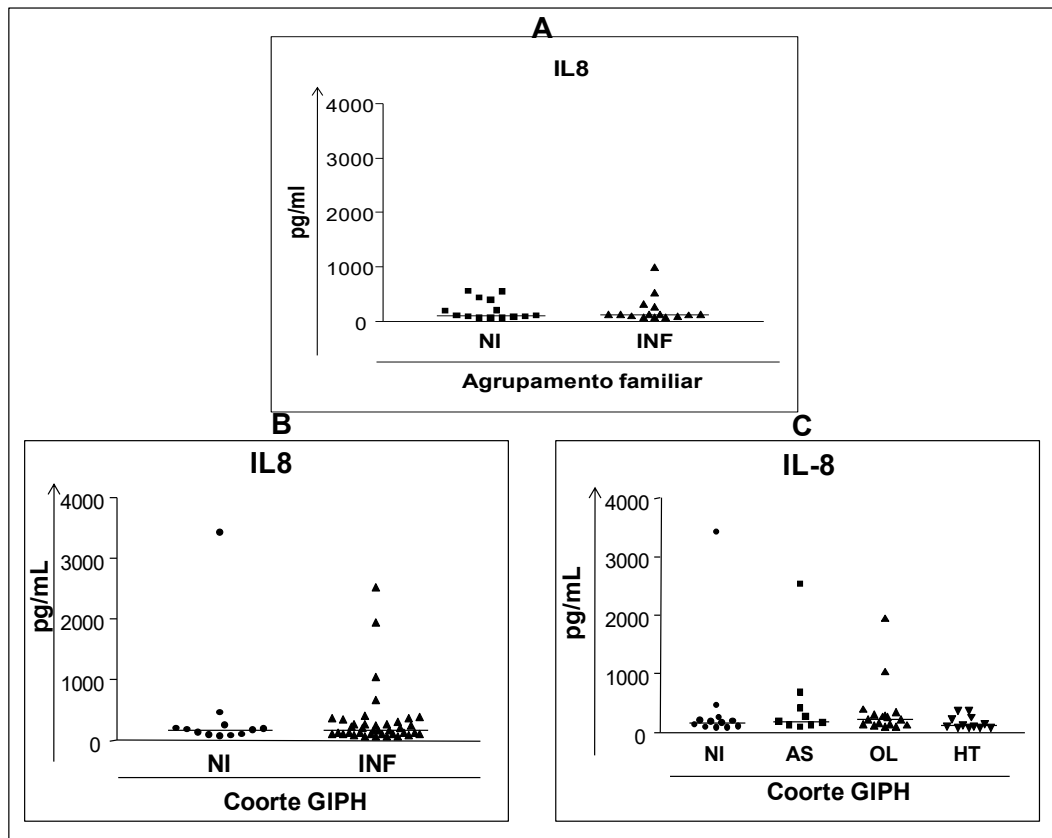 A
IL8
pg/ml
4000
3000
2000
1000
0
NI INF
Agrupamento familiar
B
IL8
pg/mL
4000
3000
2000
1000
0
NI INF
Coorte GIPH
C
IL-8
pg/mL
4000
3000
2000
1000
0
NI AS OL HT
Coorte GIPH